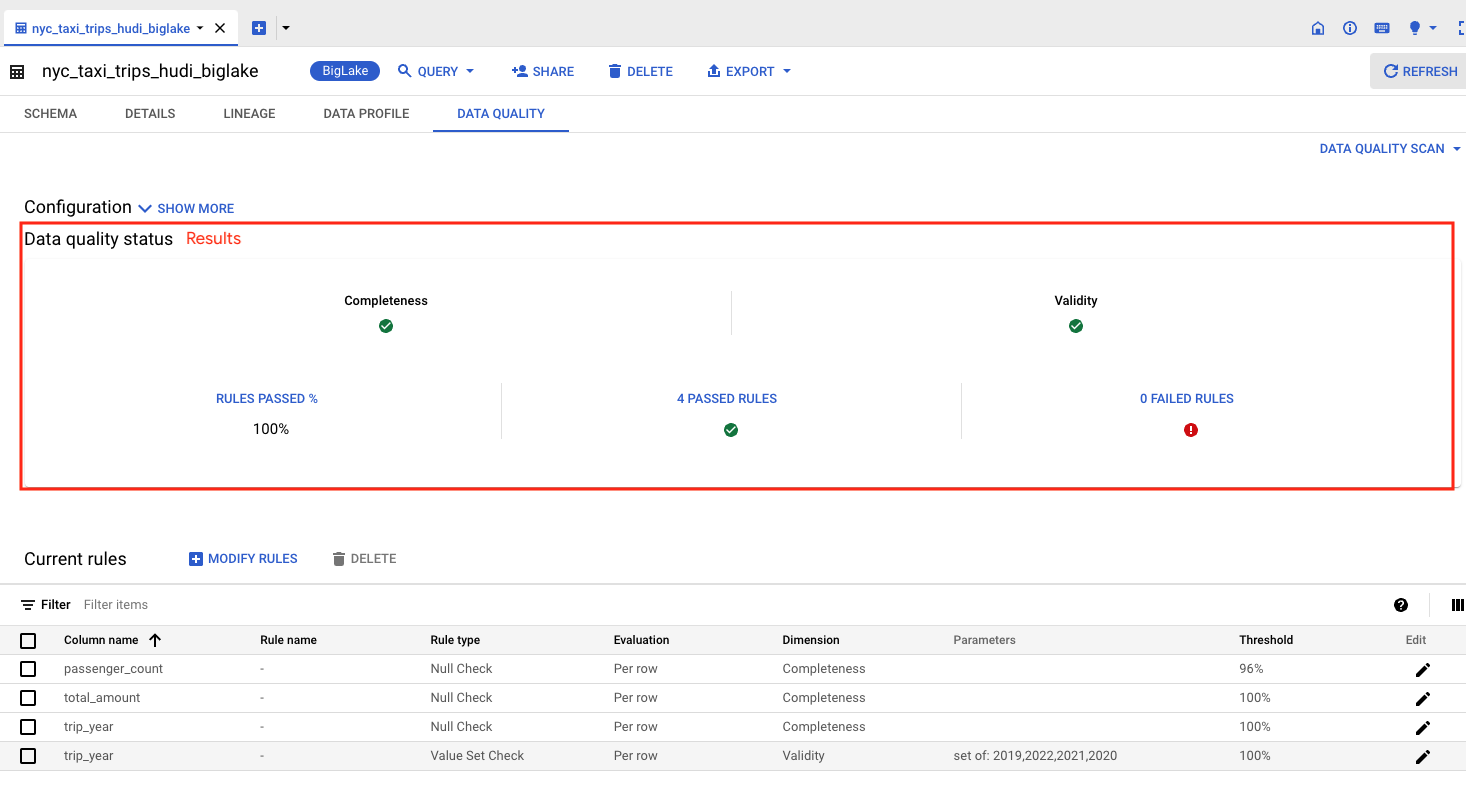 nyc_taxi_trips_hudi_biglake
nyc_taxi_trips_hudi_biglake BigLake QUERY SHARE DELETE EXPORT REFRESH
SCHEMA DETAILS LINEAGE DATA PROFILE DATA QUALITY
DATA QUALITY SCAN
Configuration SHOW MORE
Data quality status Results
Completeness Validity
RULES PASSED % 4 PASSED RULES 0 FAILED RULES
100%
Current rules MODIFY RULES DELETE
Filter Filter items
Column name Rule name Rule type Evaluation Dimension Parameters Threshold Edit
passenger_count - Null Check Per row Completeness 96%
total_amount - Null Check Per row Completeness 100%
trip_year - Null Check Per row Completeness 100%
trip_year - Value Set Check Per row Validity set of: 2019,2022,2021,2020 100%